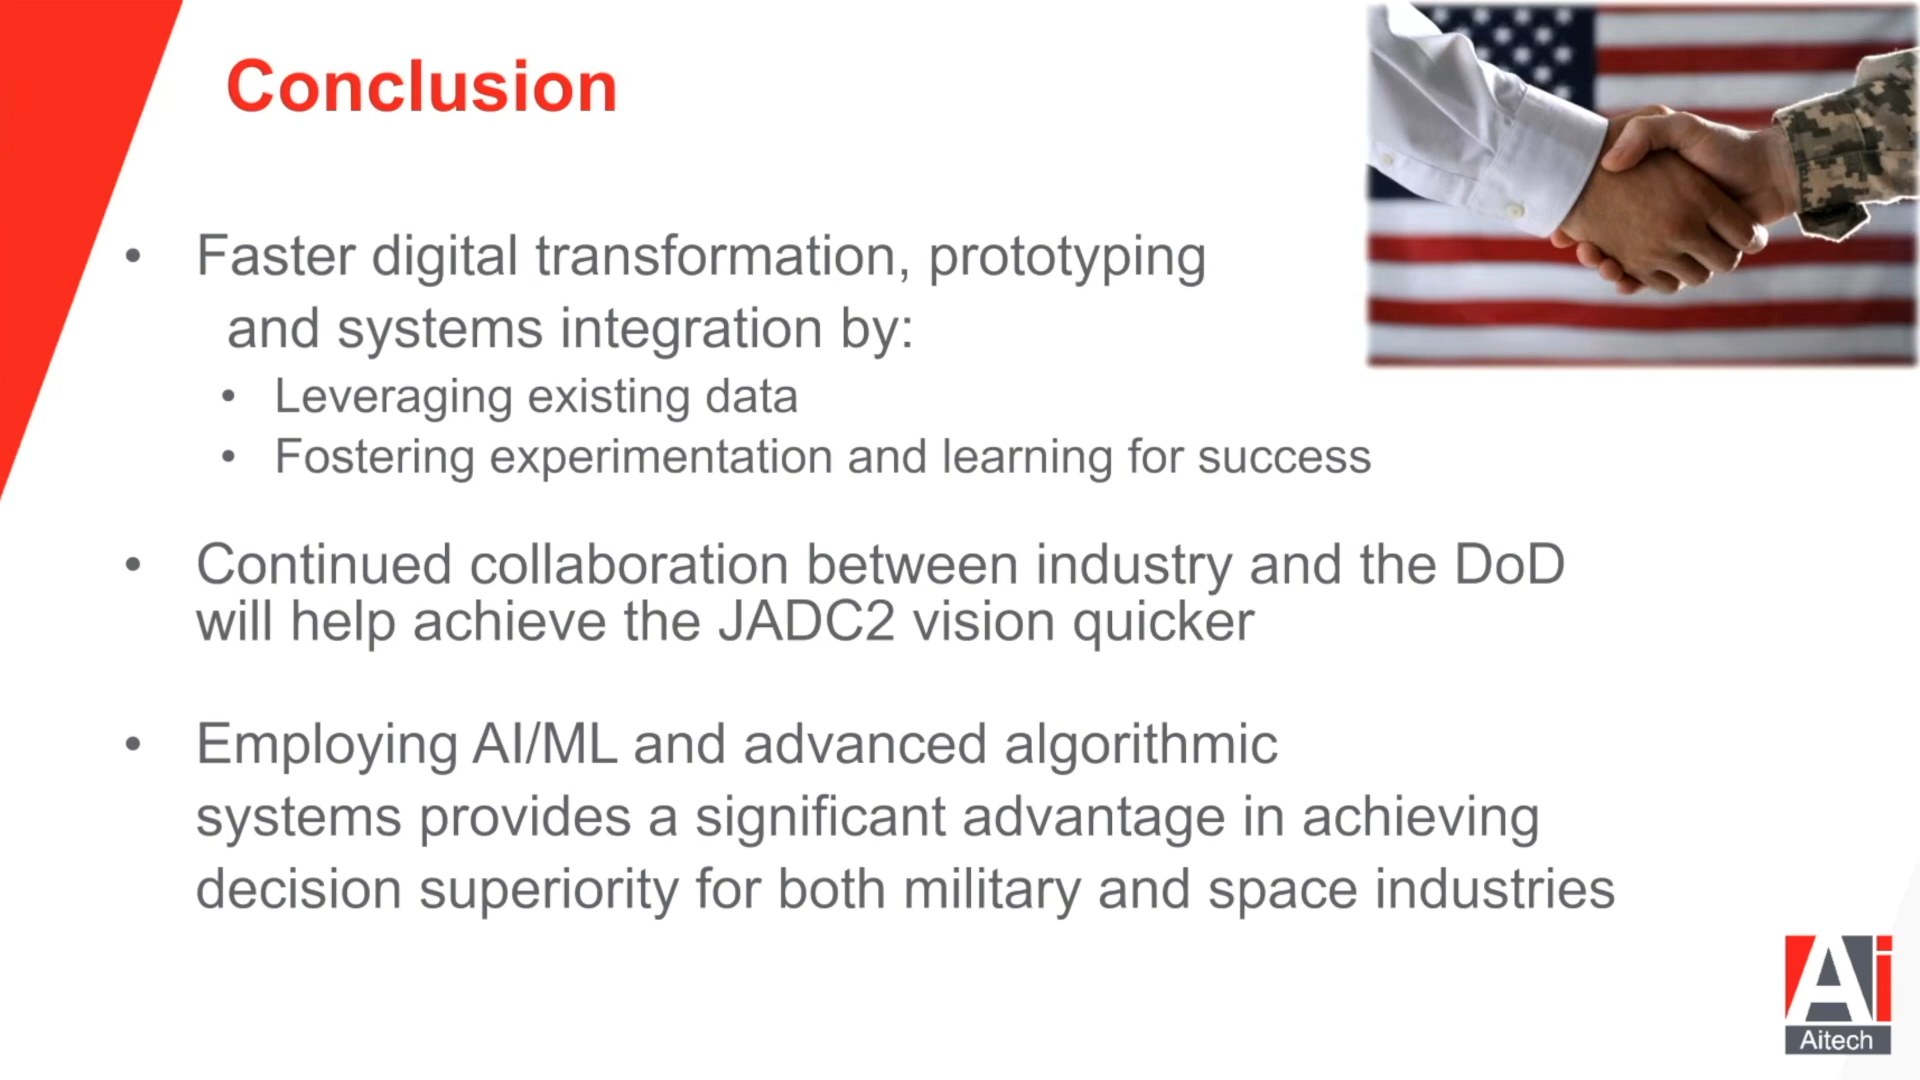 Conclusion
• Faster digital transformation, prototyping
and systems integration by:
• Leveraging existing data
• Fostering experimentation and learning for success
• Continued collaboration between industry and the DoD
will help achieve the JADC2 vision quicker
• Employing AI/ML and advanced algorithmic
systems provides a significant advantage in achieving
decision superiority for both military and space industries
Ai
Aitech